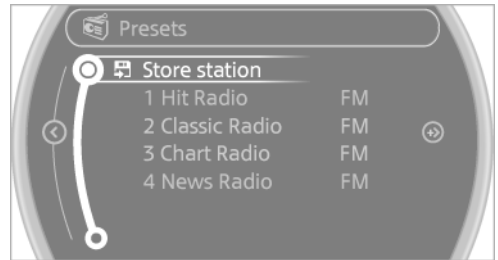 Presets
Store station
1 Hit Radio FM
2 Classic Radio FM
3 Chart Radio FM
4 News Radio FM